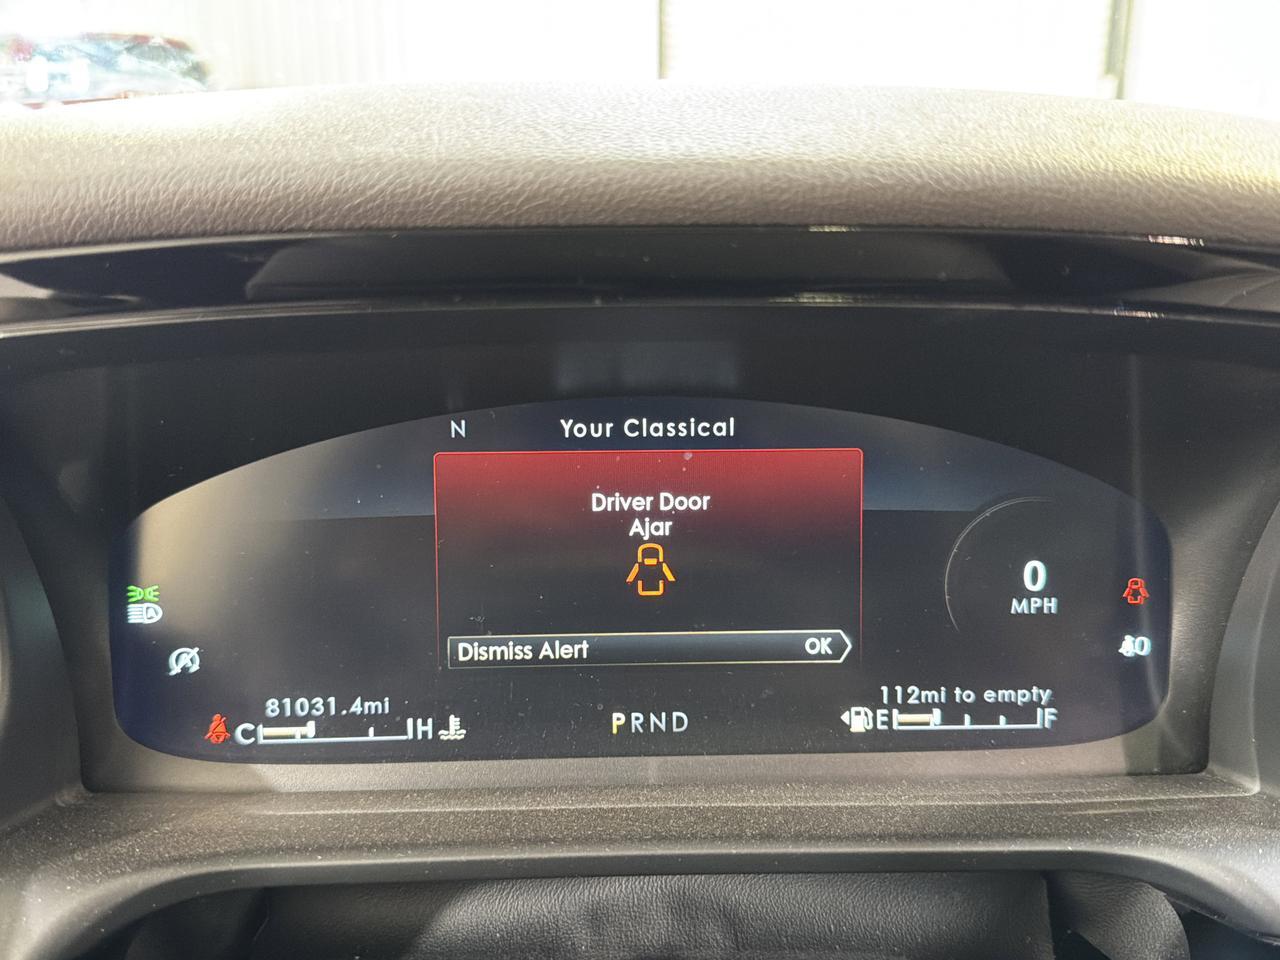 N
Your Classical
Driver Door
Ajar
Dismiss Alert OK
0
MPH
81031.4mi
C H
PRND
112mi to empty
E F